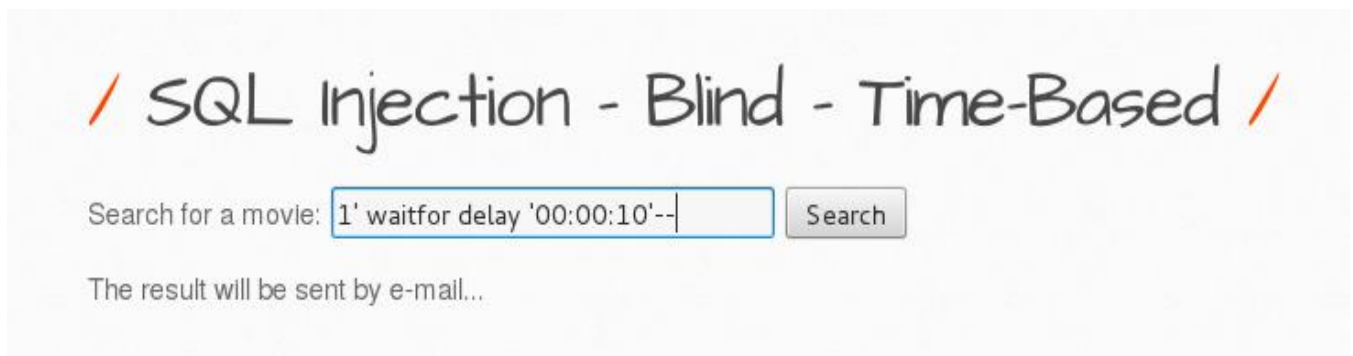 / SQL Injection - Blind - Time-Based /
Search for a movie: 1' waitfor delay '00:00:10'-- Search
The result will be sent by e-mail...